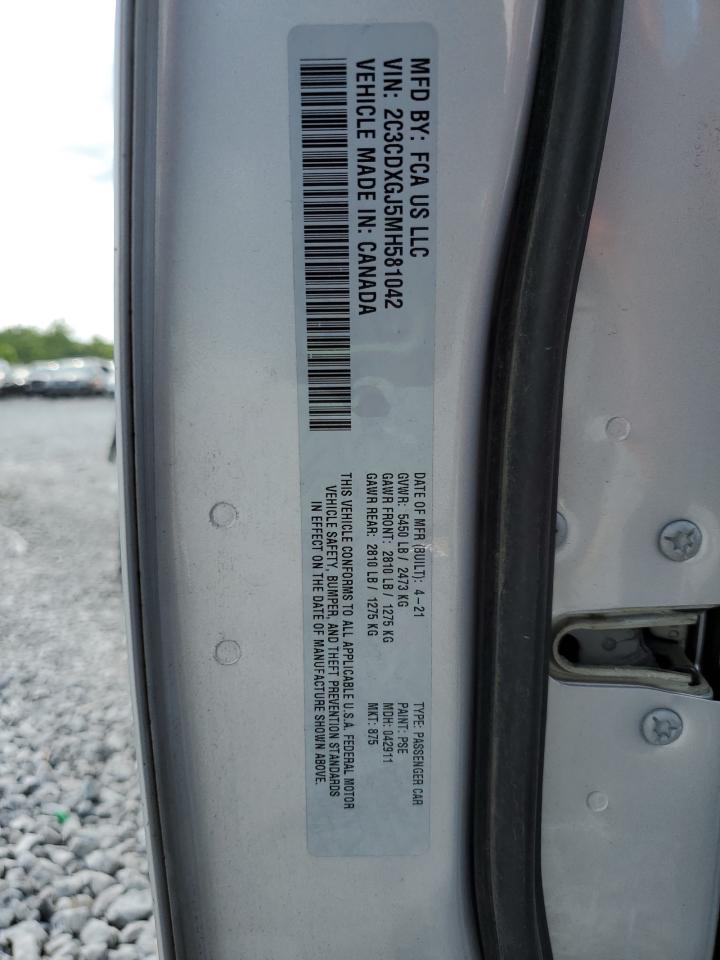 MFD BY: FCA US LLC
VIN: 2C3CDXGJ5MH581042
VEHICLE MADE IN: CANADA
DATE OF MFR (BUILT): 4-21
GVWR: 5450 LB / 2473 KG
GAWR FRONT: 2810 LB / 1275 KG
GAWR REAR: 2810 LB / 1275 KG
TYPE: PASSENGER CAR
PAINT: PSE
MDH: 042911
MKT: 875
THIS VEHICLE CONFORMS TO ALL APPLICABLE U.S.A. FEDERAL MOTOR
VEHICLE SAFETY, BUMPER, AND THEFT PREVENTION STANDARDS
IN EFFECT ON THE DATE OF MANUFACTURE SHOWN ABOVE.